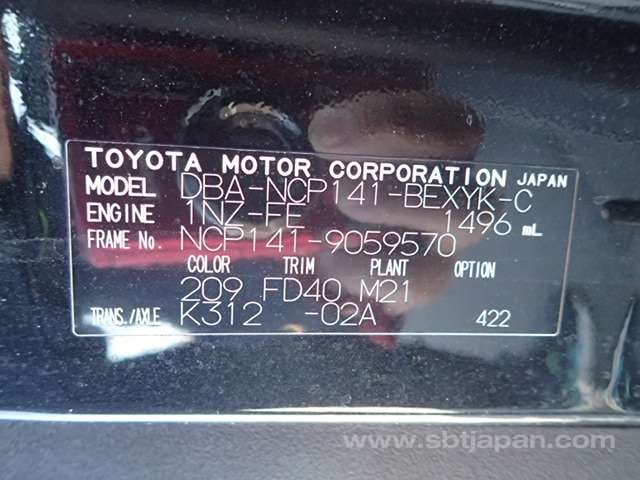 TOYOTA MOTOR CORPORATION JAPAN
MODEL DBA-NCP141-BEXYK-C
ENGINE 1NZ-FE 1496 mL
FRAME No. NCP141-9059570
COLOR TRIM PLANT OPTION
209 FD40 M21
TRANS./AXLE K312 -02A 422
www.sbtjapan.com